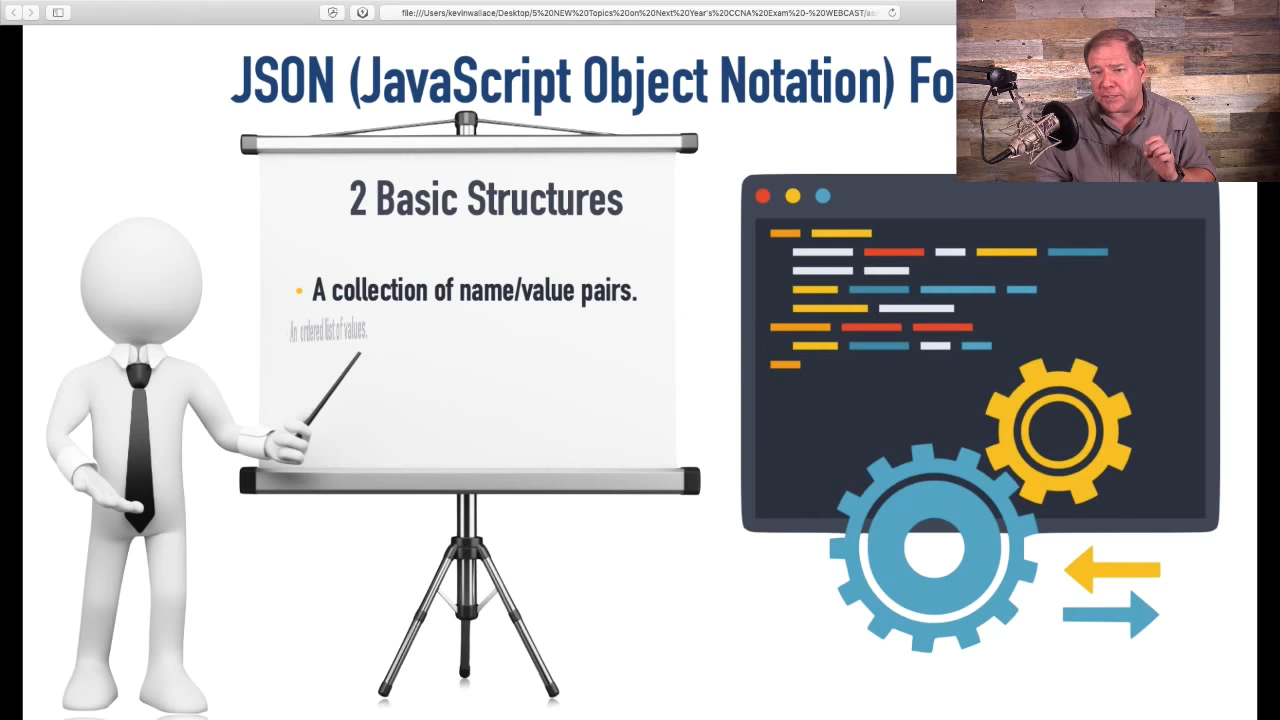 file:///Users/kevinwallace/Desktop/5%20NEW%20Topics%20on%20Next%20Year's%20CCNA%20Exam%20-%20WEBCAST/as
JSON (JavaScript Object Notation) Fo
2 Basic Structures
• A collection of name/value pairs.
An ordered list of values.